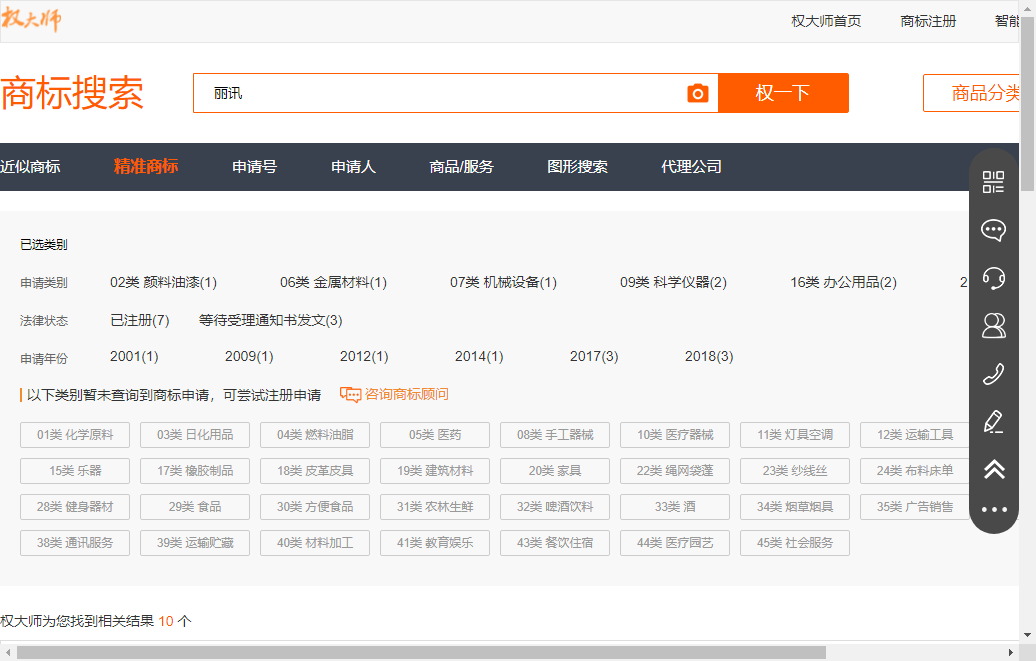 权大师
权大师首页 商标注册 智能
商标搜索 丽讯 权一下 商品分类
近似商标 精准商标 申请号 申请人 商品/服务 图形搜索 代理公司
已选类别
申请类别 02类 颜料油漆(1) 06类 金属材料(1) 07类 机械设备(1) 09类 科学仪器(2) 16类 办公用品(2) 2
法律状态 已注册(7) 等待受理通知书发文(3)
申请年份 2001(1) 2009(1) 2012(1) 2014(1) 2017(3) 2018(3)
以下类别暂未查询到商标申请，可尝试注册申请 咨询商标顾问
01类 化学原料 03类 日化用品 04类 燃料油脂 05类 医药 08类 手工器械 10类 医疗器械 11类 灯具空调 12类 运输工具
15类 乐器 17类 橡胶制品 18类 皮革皮具 19类 建筑材料 20类 家具 22类 绳网袋篷 23类 纱线丝 24类 布料床单
28类 健身器材 29类 食品 30类 方便食品 31类 农林生鲜 32类 啤酒饮料 33类 酒 34类 烟草烟具 35类 广告销售
38类 通讯服务 39类 运输贮藏 40类 材料加工 41类 教育娱乐 43类 餐饮住宿 44类 医疗园艺 45类 社会服务
权大师为您找到相关结果 10 个